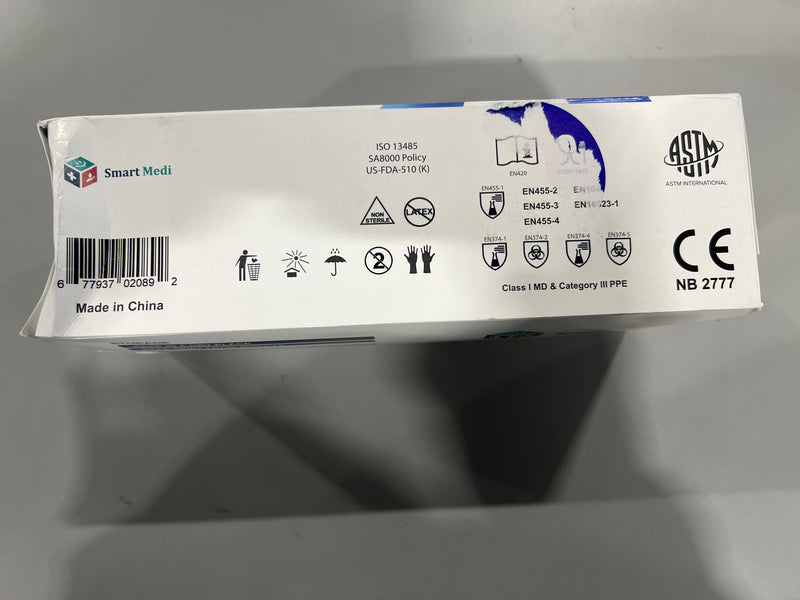 Smart Medi
6 77937 02089 2
Made in China
ISO 13485
SA8000 Policy
US-FDA-510 (K)
NON
STERILE
LATEX
2
EN420
FOOD SAFE
EN455-1
EN455-2
EN455-3
EN455-4
EN374-1
EN374-2
EN374-4
EN374-5
Class I MD & Category III PPE
ASTM
ASTM INTERNATIONAL
CE
NB 2777